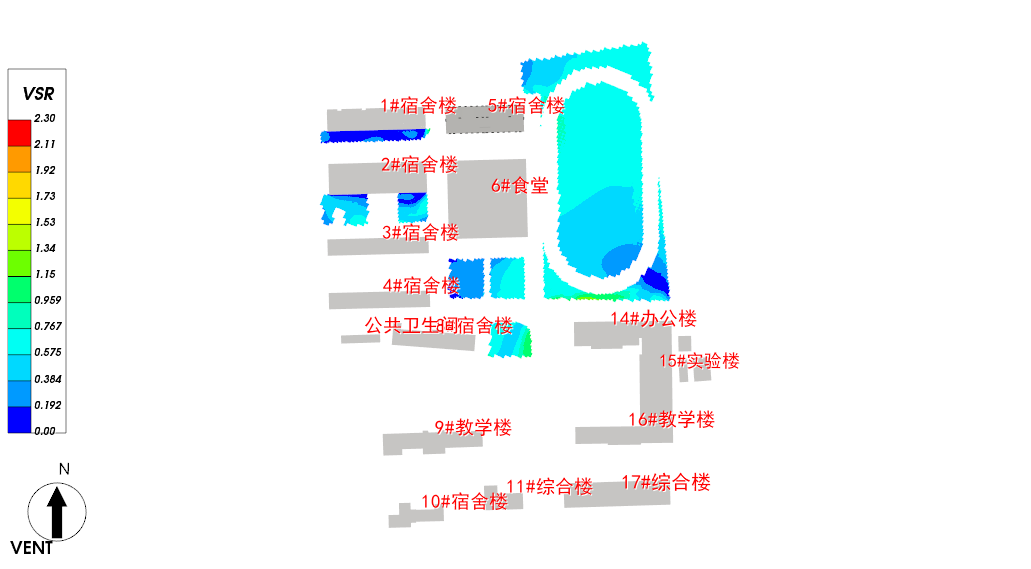 VSR
2.30
2.11
1.92
1.73
1.53
1.34
1.15
0.959
0.767
0.575
0.384
0.192
0.00
N
VENT
1#宿舍楼
5#宿舍楼
2#宿舍楼
6#食堂
3#宿舍楼
4#宿舍楼
公共卫生间
8#宿舍楼
14#办公楼
15#实验楼
16#教学楼
9#教学楼
17#综合楼
11#综合楼
10#宿舍楼